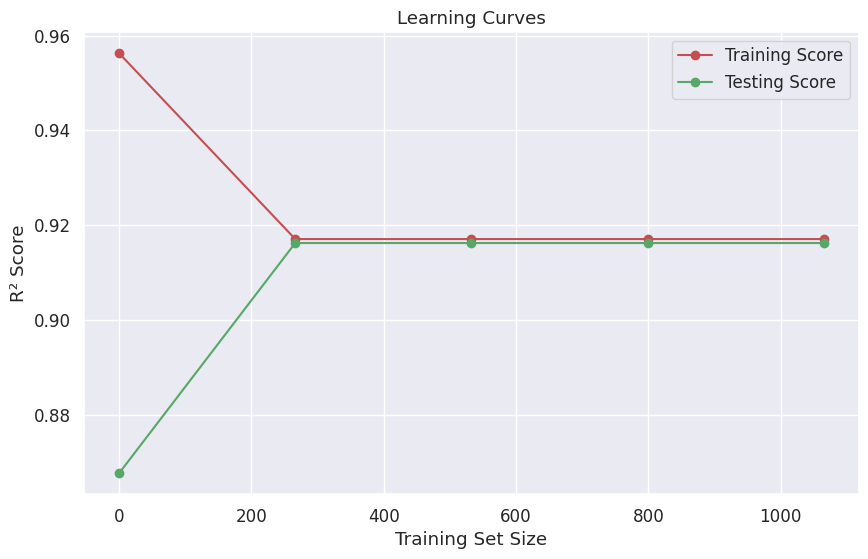 Learning Curves
Training Score
Testing Score
R² Score
0.96
0.94
0.92
0.90
0.88
0
200
400
600
800
1000
Training Set Size